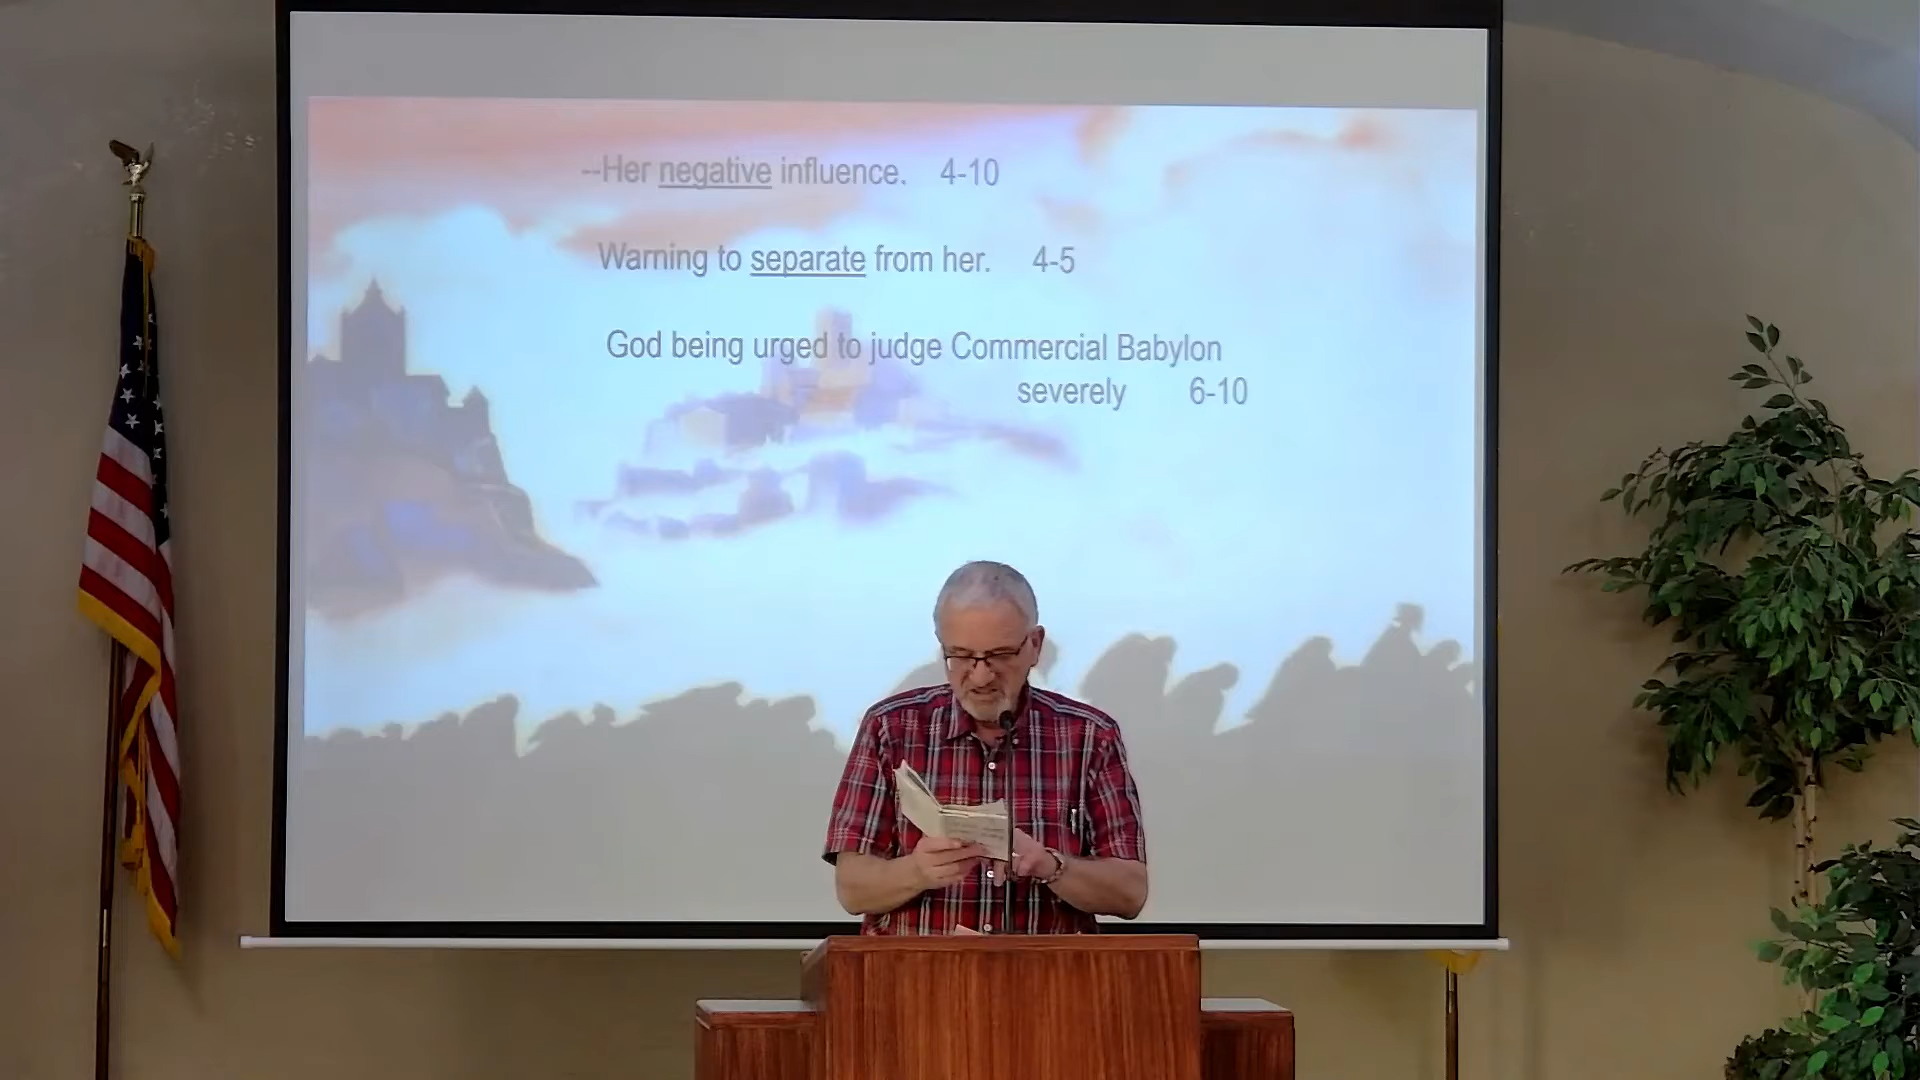 --Her negative influence. 4-10
Warning to separate from her. 4-5
God being urged to judge Commercial Babylon
severely 6-10